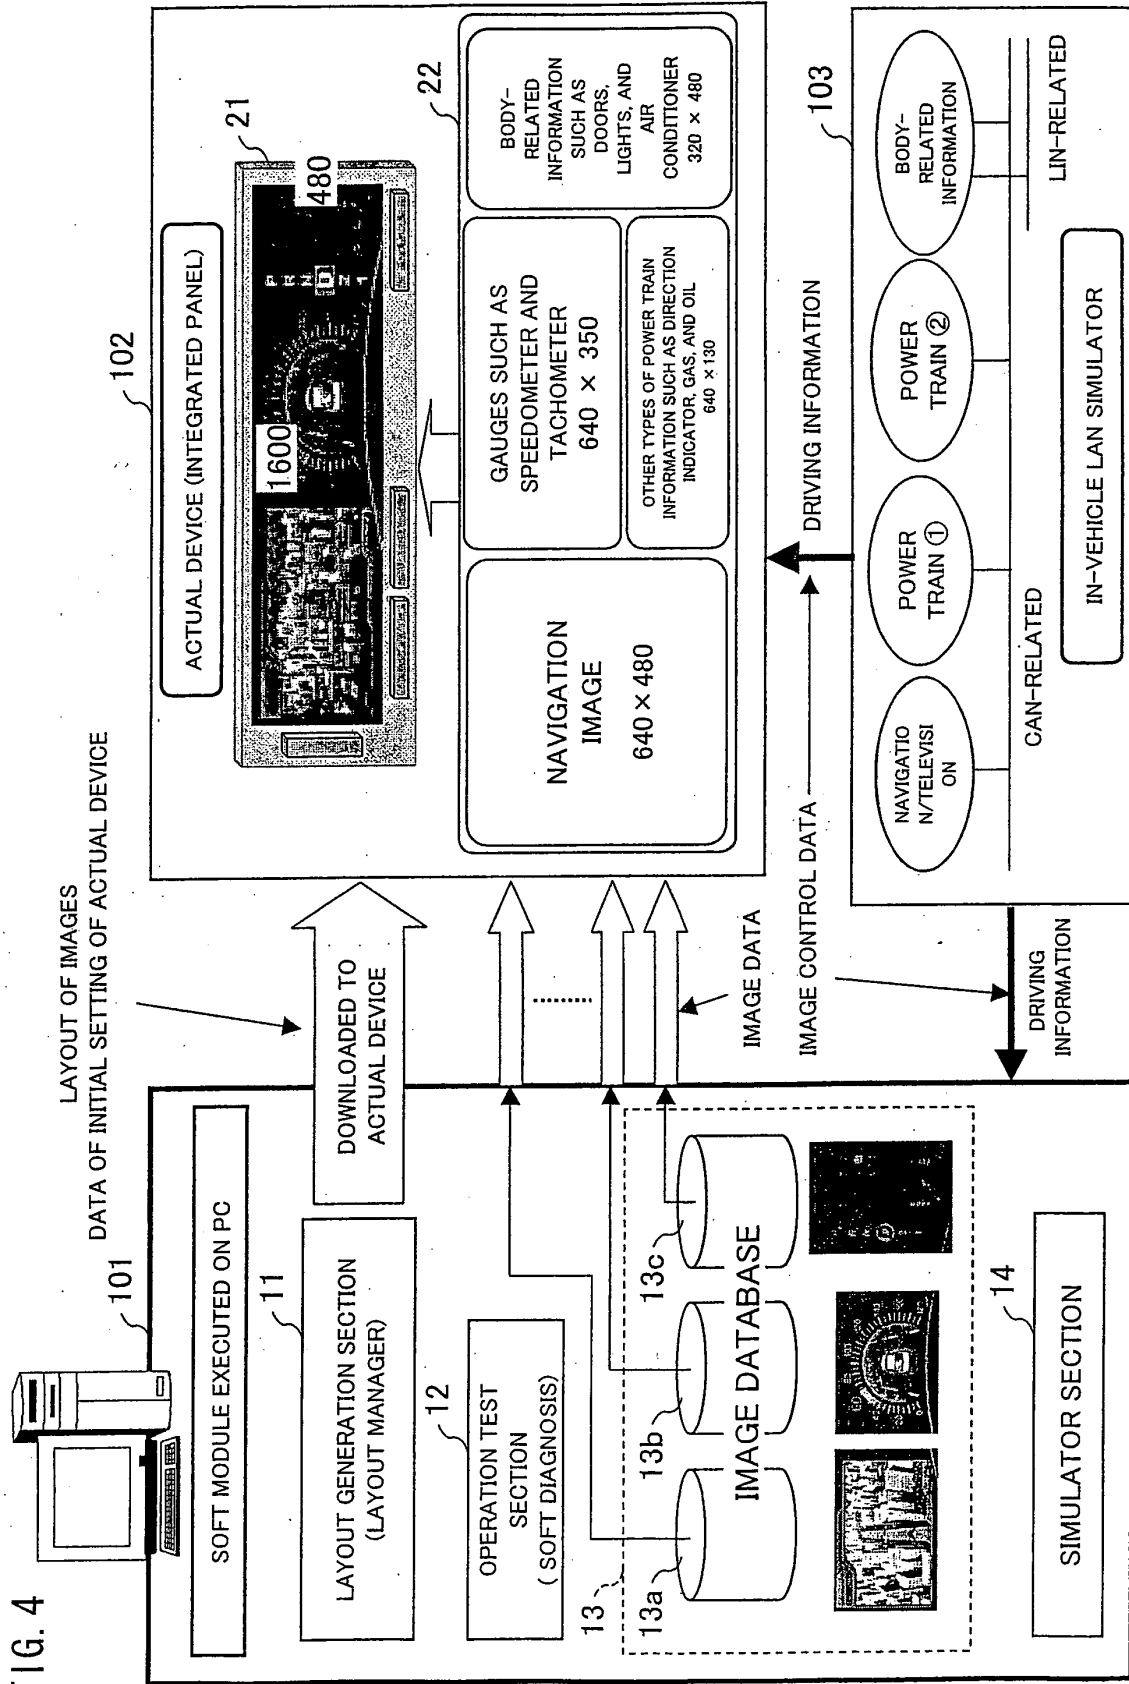 FIG. 4
101
SOFT MODULE EXECUTED ON PC
11
LAYOUT GENERATION SECTION
(LAYOUT MANAGER)
12
OPERATION TEST
SECTION
( SOFT DIAGNOSIS)
13
13a
13b
13c
IMAGE DATABASE
14
SIMULATOR SECTION
LAYOUT OF IMAGES
DATA OF INITIAL SETTING OF ACTUAL DEVICE
DOWNLOADED TO
ACTUAL DEVICE
IMAGE DATA
IMAGE CONTROL DATA
DRIVING
INFORMATION
102
ACTUAL DEVICE (INTEGRATED PANEL)
21
1600
480
P
R
N
D
2
1
22
NAVIGATION
IMAGE
640×480
GAUGES SUCH AS
SPEEDOMETER AND
TACHOMETER
640 × 350
OTHER TYPES OF POWER TRAIN
INFORMATION SUCH AS DIRECTION
INDICATOR, GAS, AND OIL
640 ×130
BODY-
RELATED
INFORMATION
SUCH AS
DOORS,
LIGHTS, AND
AIR
CONDITIONER
320 × 480
DRIVING INFORMATION
103
NAVIGATIO
N/TELEVISI
ON
POWER
TRAIN ①
POWER
TRAIN ②
BODY-
RELATED
INFORMATION
CAN-RELATED
LIN-RELATED
IN-VEHICLE LAN SIMULATOR